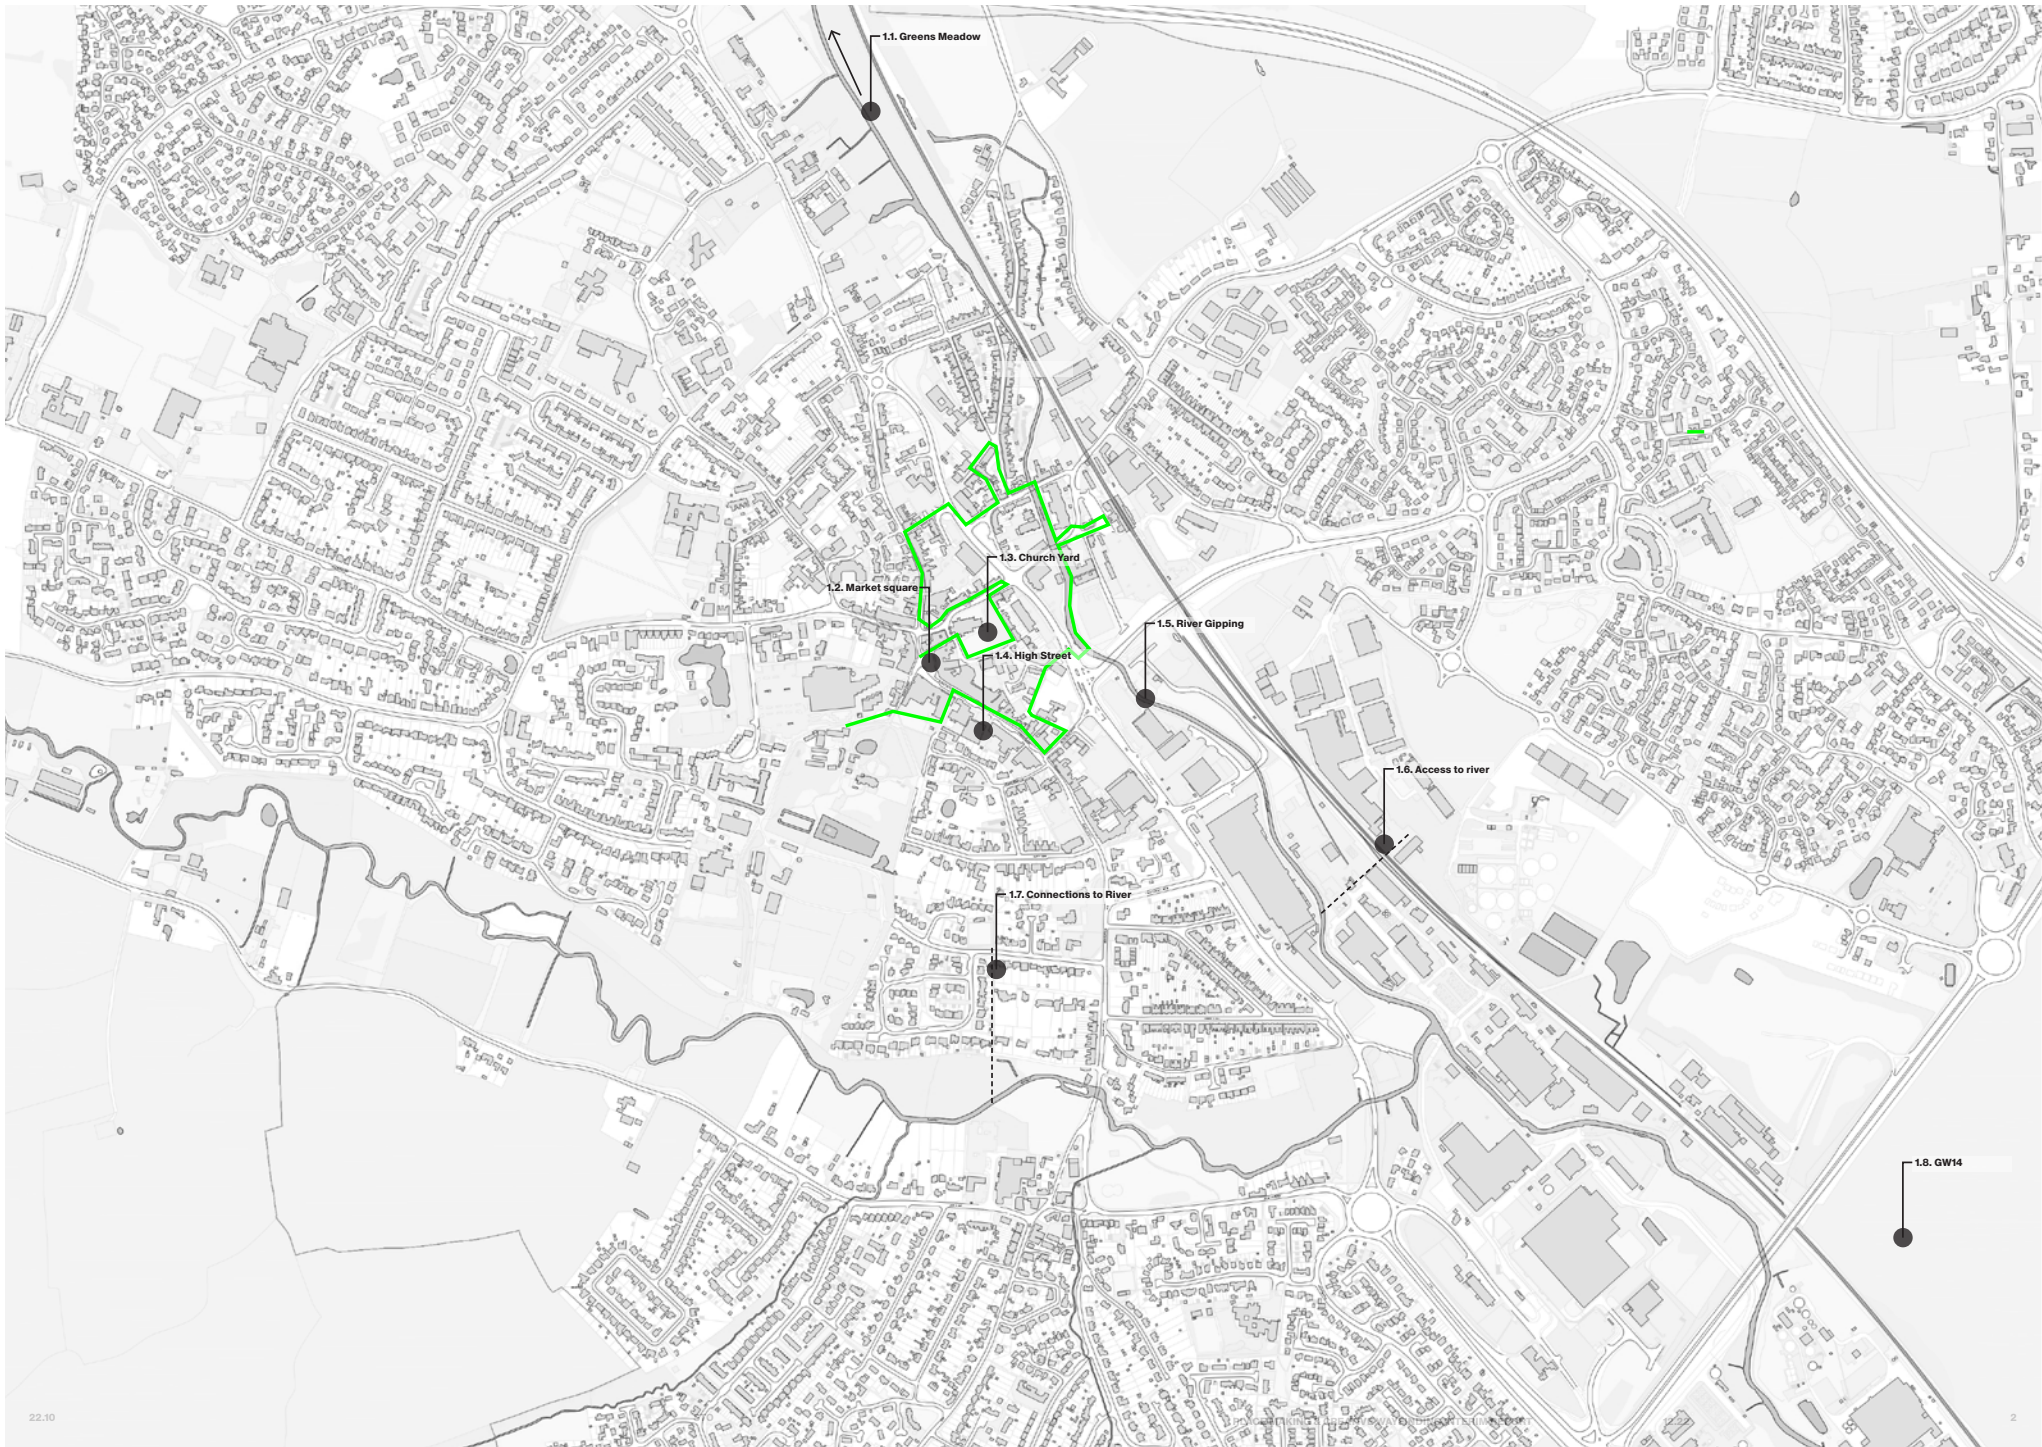 1.1. Greens Meadow
1.3. Church Yard
1.2. Market square
1.5. River Gipping
1.4. High Street
1.6. Access to river
1.7. Connections to River
1.8. GW14
22.10
2